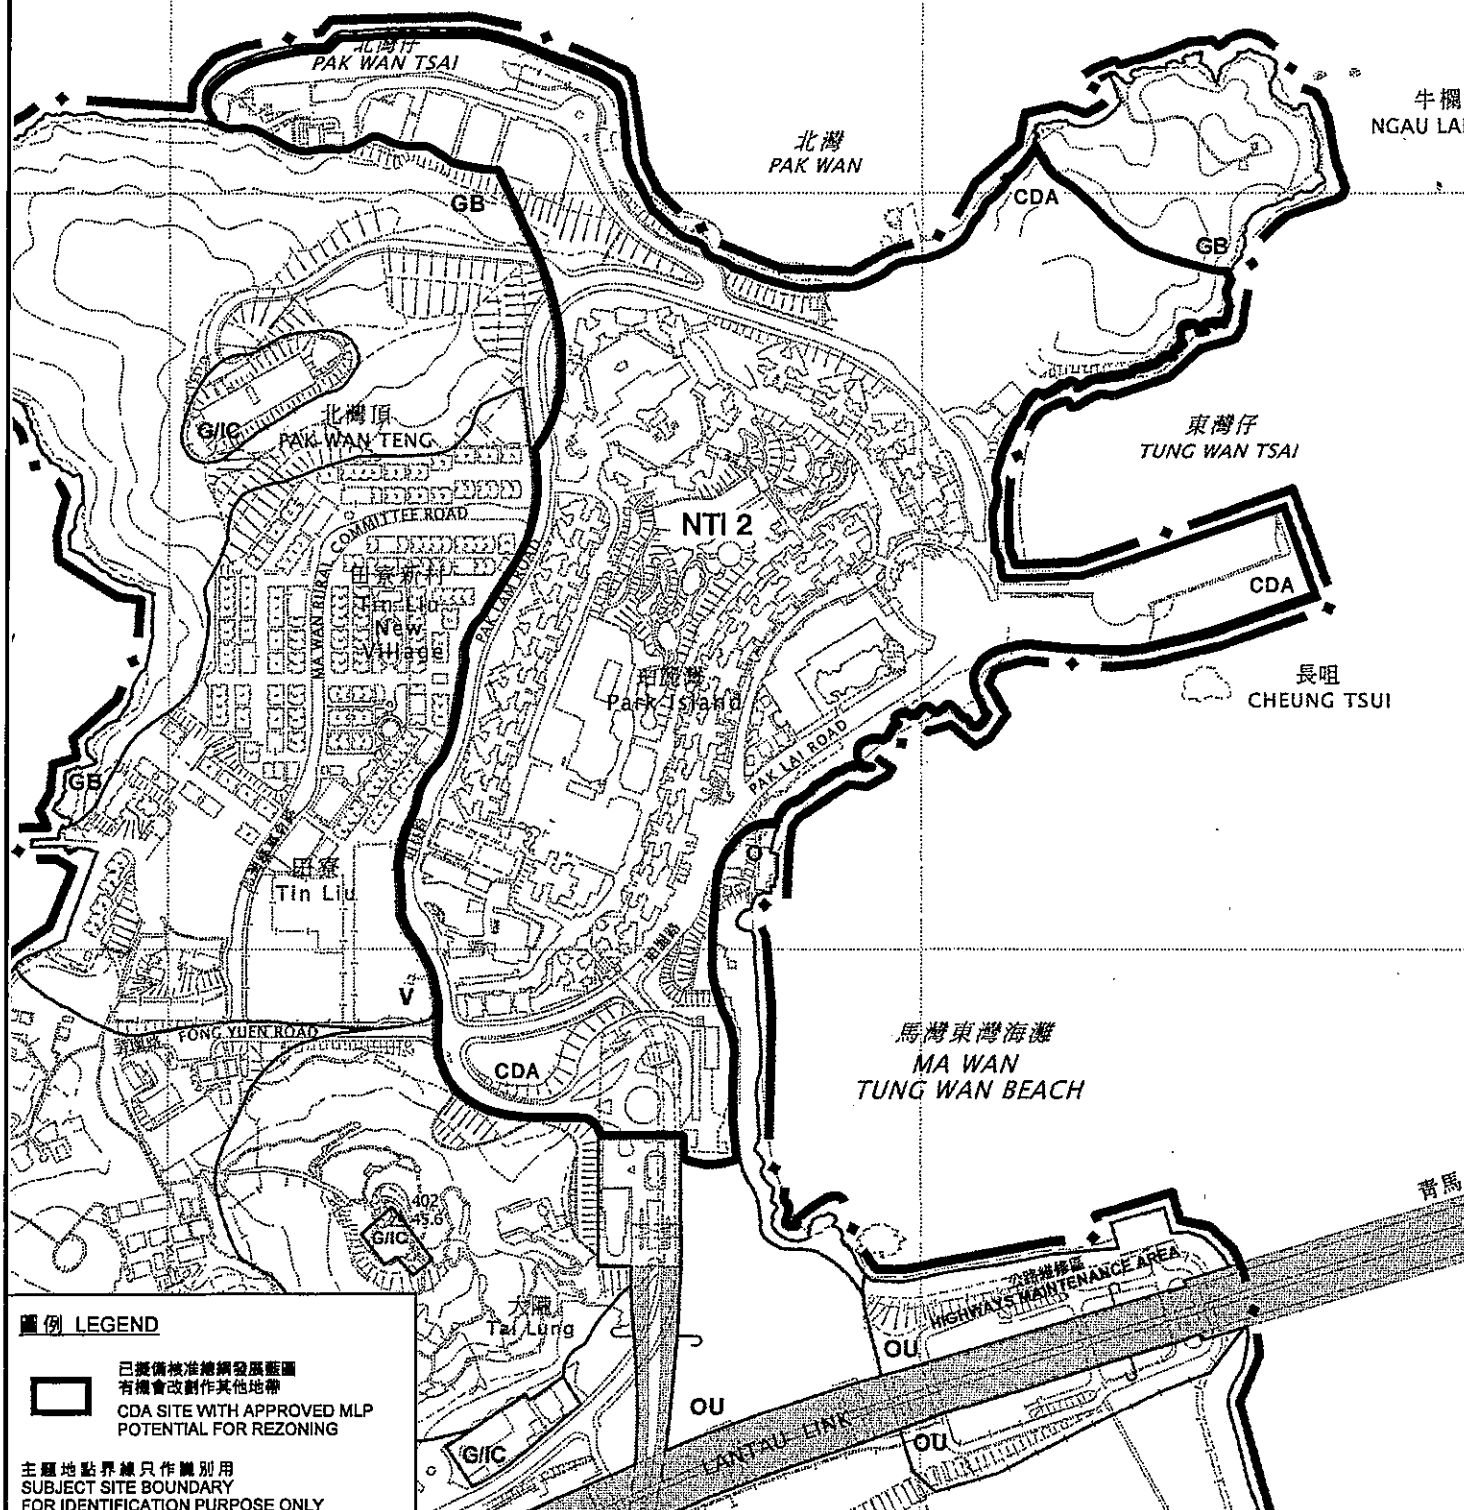 北灣仔
PAK WAN TSAI
北灣
PAK WAN
牛欄
NGAU LA
GB
CDA
GB
G/IC
北灣頂
PAK WAN TENG
東灣仔
TUNG WAN TSAI
MA WAN RURAL COMMITTEE ROAD
NTI 2
田寮新村
Tin Liu
New
Village
PAK LAM ROAD
CDA
珀麗灣
Park Island
長咀
CHEUNG TSUI
PAK LAI ROAD
GB
O
田寮
Tin Liu
V
FONG YUEN ROAD
CDA
馬灣東灣海灘
MA WAN
TUNG WAN BEACH
402
45.6
G/IC
青馬
公路維修區
HIGHWAYS MAINTENANCE AREA
大隴
Tai Lung
OU
OU
OU
LANTAU LINK
G/IC
圖例 LEGEND
已擬備核准總綱發展藍圖
有機會改劃作其他地帶
CDA SITE WITH APPROVED MLP
POTENTIAL FOR REZONING
主題地點界線只作識別用
SUBJECT SITE BOUNDARY
FOR IDENTIFICATION PURPOSE ONLY